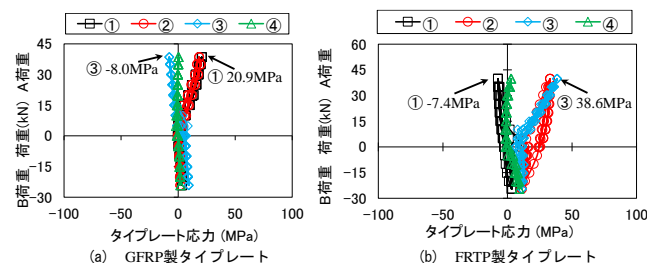 ① ② ③ ④
① ② ③ ④
B荷重 荷重(kN) A荷重
45
30
15
0
-15
-30
③ -8.0MPa
① 20.9MPa
-100 -50 0 50 100
タイプレート応力 (MPa)
(a) GFRP製タイプレート
B荷重 荷重(kN) A荷重
60
45
30
15
0
-15
-30
① -7.4MPa
③ 38.6MPa
-100 -50 0 50 100
タイプレート応力 (MPa)
(b) FRTP製タイプレート